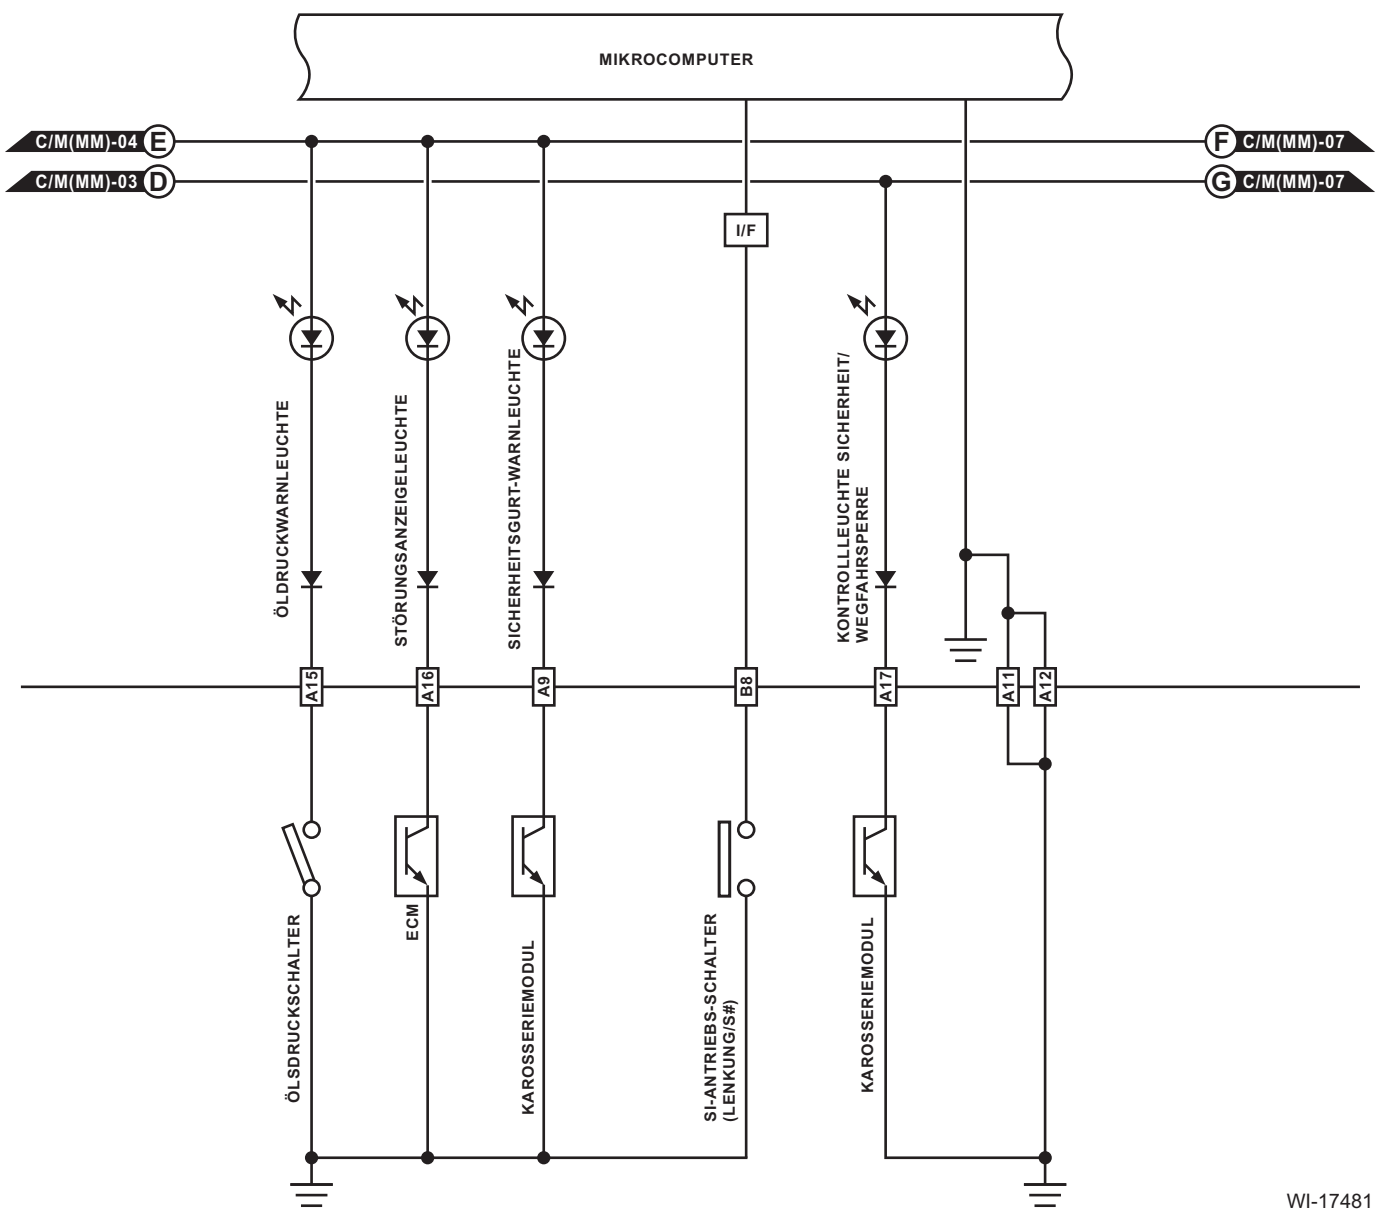 MIKROCOMPUTER
C/M(MM)-04 E
F C/M(MM)-07
C/M(MM)-03 D
G C/M(MM)-07
I/F
ÖLDRUCKWARNLEUCHTE
STÖRUNGSANZEIGELEUCHTE
SICHERHEITSGURT-WARNLEUCHTE
KONTROLLLEUCHTE SICHERHEIT/
WEGFAHRSPERRE
A15
A16
A9
B8
A17
A11
A12
ÖLSDRUCKSCHALTER
ECM
KAROSSERIEMODUL
SI-ANTRIEBS-SCHALTER
(LENKUNG/S#)
KAROSSERIEMODUL
WI-17481